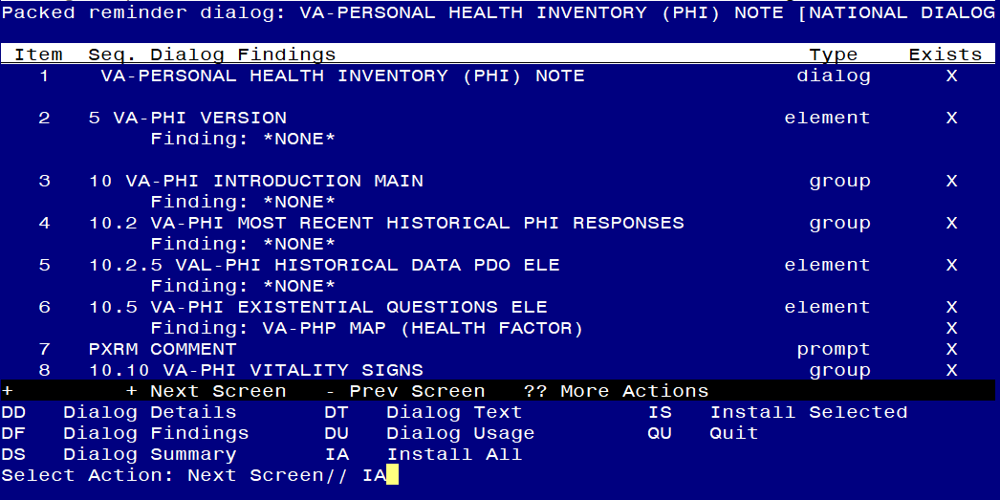 Packed reminder dialog: VA-PERSONAL HEALTH INVENTORY (PHI) NOTE [NATIONAL DIALOG
Item Seq. Dialog Findings Type Exists
1 VA-PERSONAL HEALTH INVENTORY (PHI) NOTE dialog X
2 5 VA-PHI VERSION element X
Finding: *NONE*
3 10 VA-PHI INTRODUCTION MAIN group X
Finding: *NONE*
4 10.2 VA-PHI MOST RECENT HISTORICAL PHI RESPONSES group X
Finding: *NONE*
5 10.2.5 VAL-PHI HISTORICAL DATA PDO ELE element X
Finding: *NONE*
6 10.5 VA-PHI EXISTENTIAL QUESTIONS ELE element X
Finding: VA-PHP MAP (HEALTH FACTOR) X
7 PXRM COMMENT prompt X
8 10.10 VA-PHI VITALITY SIGNS group X
+ + Next Screen - Prev Screen ?? More Actions
DD Dialog Details DT Dialog Text IS Install Selected
DF Dialog Findings DU Dialog Usage QU Quit
DS Dialog Summary IA Install All
Select Action: Next Screen// IA